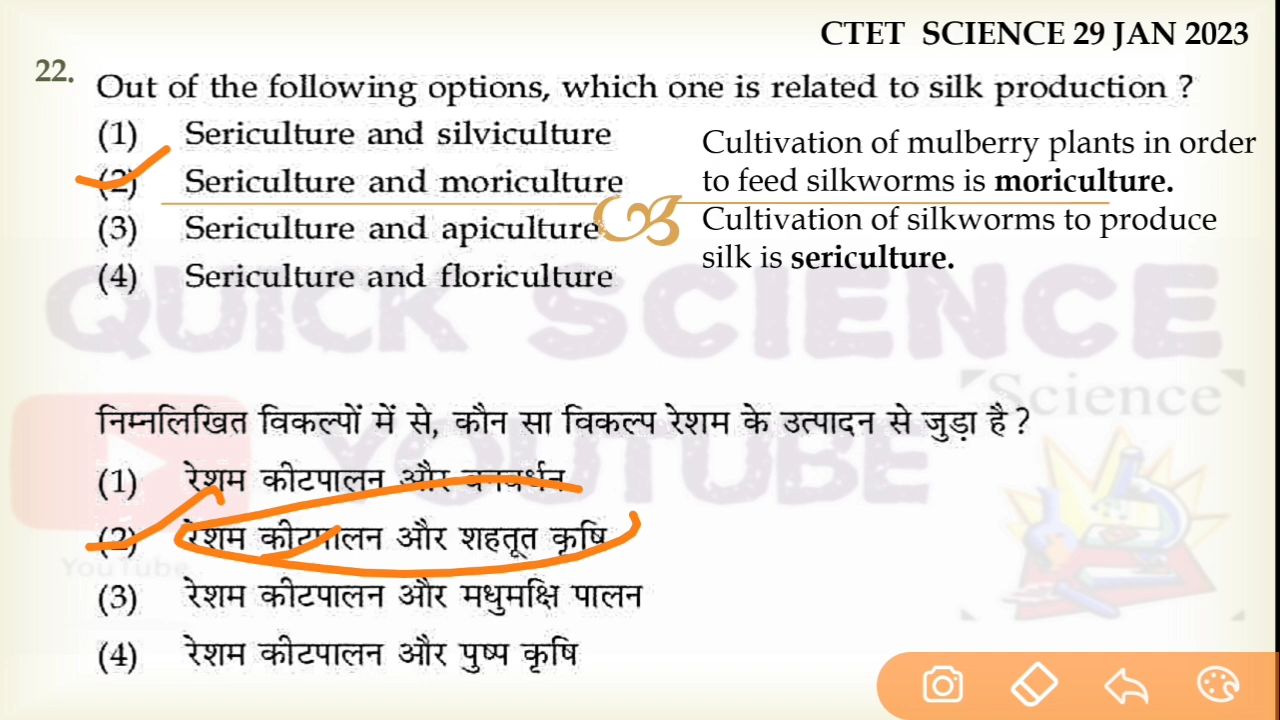 CTET SCIENCE 29 JAN 2023
22. Out of the following options, which one is related to silk production ?
(1) Sericulture and silviculture
(2) Sericulture and moriculture
(3) Sericulture and apiculture
(4) Sericulture and floriculture
Cultivation of mulberry plants in order
to feed silkworms is moriculture.
Cultivation of silkworms to produce
silk is sericulture.
QUICK SCIENCE
Science
YOUTUBE
YouTube
निम्नलिखित विकल्पों में से, कौन सा विकल्प रेशम के उत्पादन से जुड़ा है ?
(1) रेशम कीटपालन और वनवर्धन
(2) रेशम कीटपालन और शहतूत कृषि
(3) रेशम कीटपालन और मधुमक्षि पालन
(4) रेशम कीटपालन और पुष्प कृषि